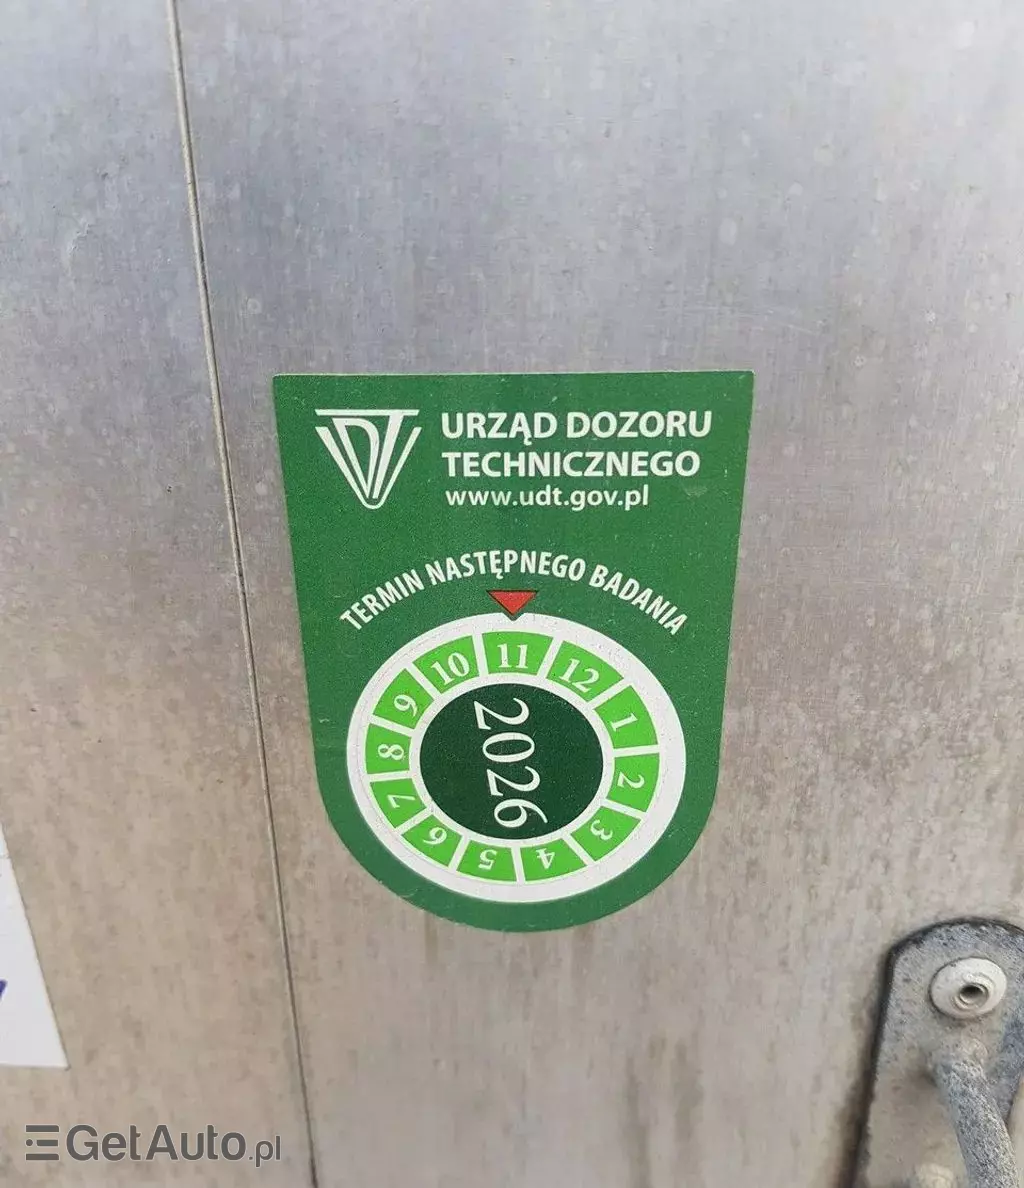 URZĄD DOZORU
TECHNICZNEGO
www.udt.gov.pl
TERMIN NASTĘPNEGO BADANIA
11
12
1
2
3
4
5
6
7
8
9
10
2026
GetAuto.pl